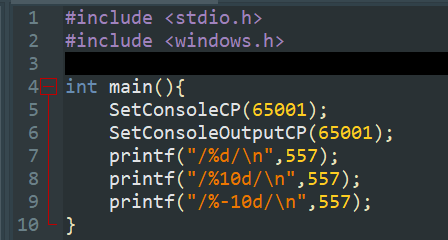 1 #include <stdio.h>
2 #include <windows.h>
3
4 int main(){
5     SetConsoleCP(65001);
6     SetConsoleOutputCP(65001);
7     printf("/%d/\n",557);
8     printf("/%10d/\n",557);
9     printf("/%-10d/\n",557);
10 }